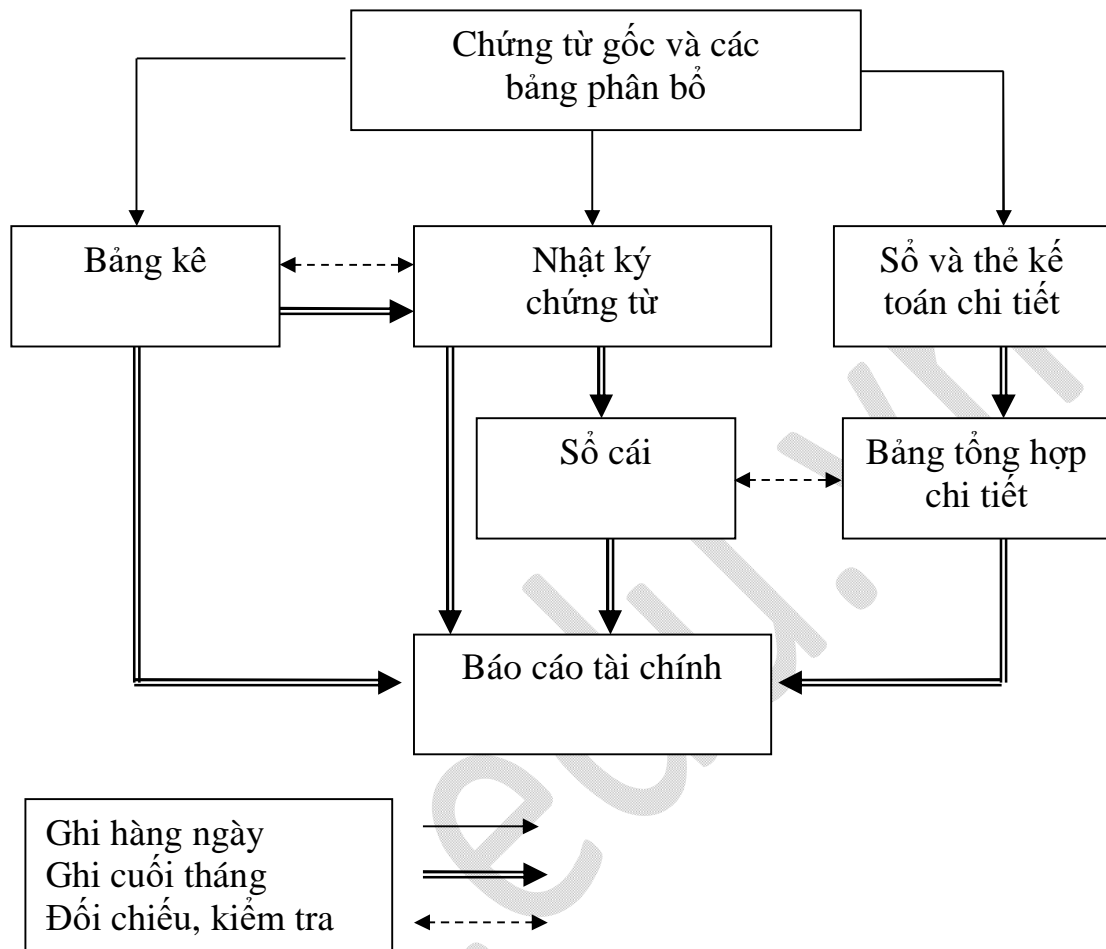 Chứng từ gốc và các
bảng phân bổ
Bảng kê
Nhật ký
chứng từ
Sổ và thẻ kế
toán chi tiết
Sổ cái
Bảng tổng hợp
chi tiết
Báo cáo tài chính
Ghi hàng ngày
Ghi cuối tháng
Đối chiếu, kiểm tra